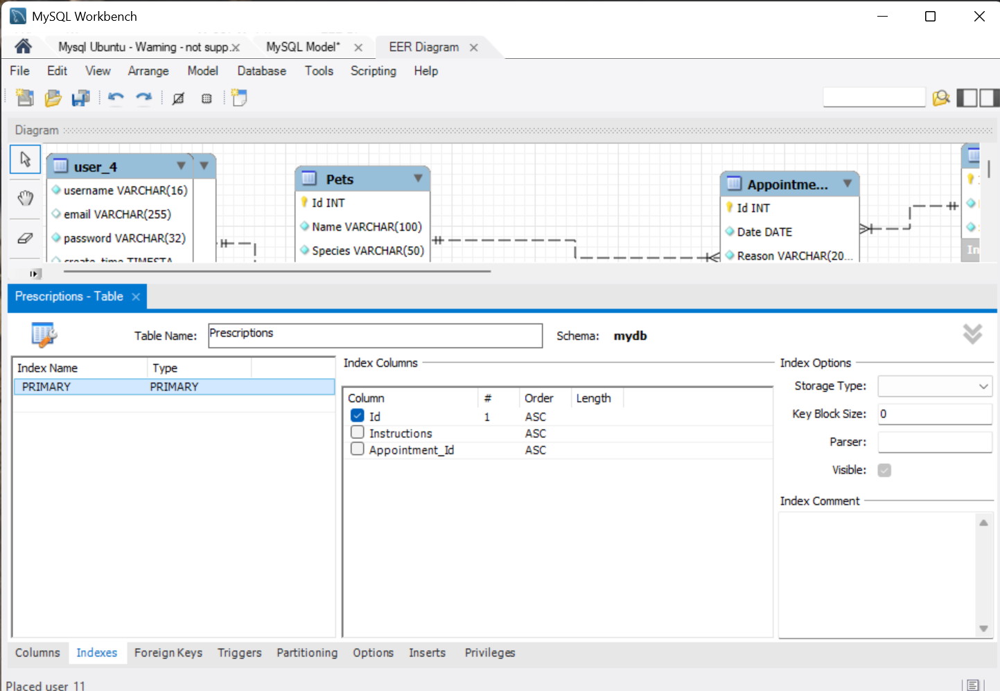 MySQL Workbench
Mysql Ubuntu - Warning - not supp.
MySQL Model*
EER Diagram
File Edit View Arrange Model Database Tools Scripting Help
Diagram
user_4
username VARCHAR(16)
email VARCHAR(255)
password VARCHAR(32)
Pets
Id INT
Name VARCHAR(100)
Species VARCHAR(50)
Appointme...
Id INT
Date DATE
Reason VARCHAR(20...
In
Prescriptions - Table
Table Name: Prescriptions
Schema: mydb
Index Name Type
PRIMARY PRIMARY
Index Columns
Column # Order Length
Id 1 ASC
Instructions ASC
Appointment_Id ASC
Index Options
Storage Type:
Key Block Size: 0
Parser:
Visible:
Index Comment
Columns Indexes Foreign Keys Triggers Partitioning Options Inserts Privileges
Placed user_11